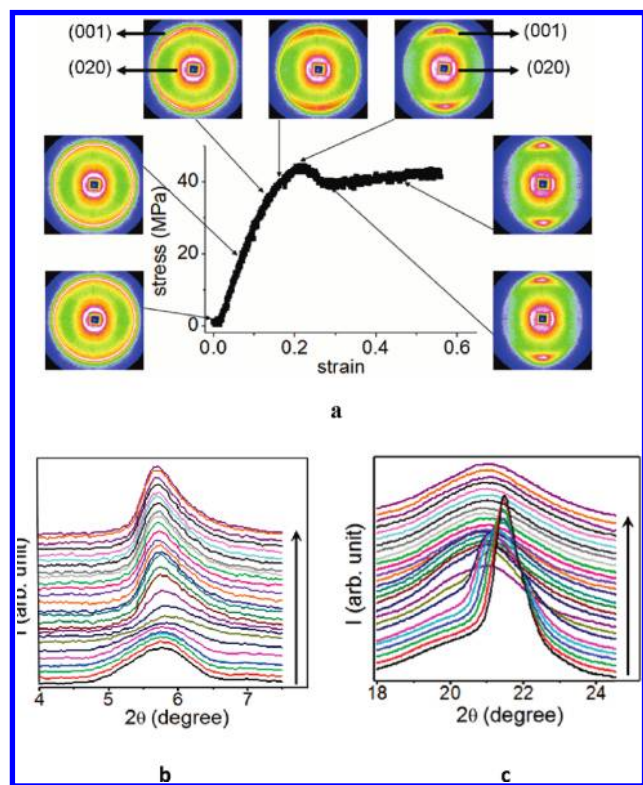 (001)
(020)
(001)
(020)
stress (MPa)
40
20
0
0.0 0.2 0.4 0.6
strain
a
I (arb. unit)
4 5 6 7
2θ (degree)
b
I (arb. unit)
18 20 22 24
2θ (degree)
c